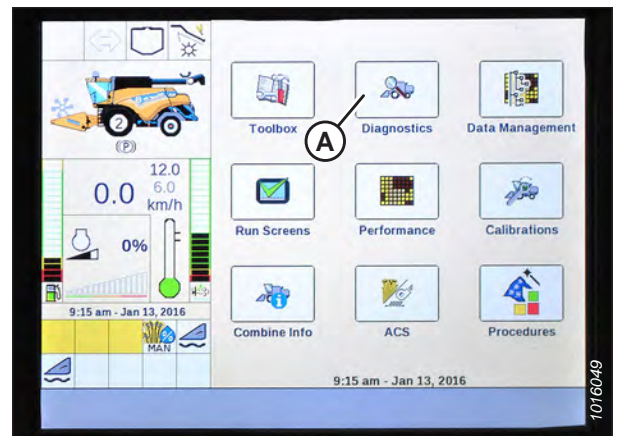 2
(P)
12.0
6.0
0.0 km/h
0%
9:15 am - Jan 13, 2016
MAN
Toolbox
Diagnostics
Data Management
A
Run Screens
Performance
Calibrations
Combine Info
ACS
Procedures
9:15 am - Jan 13, 2016
1016049